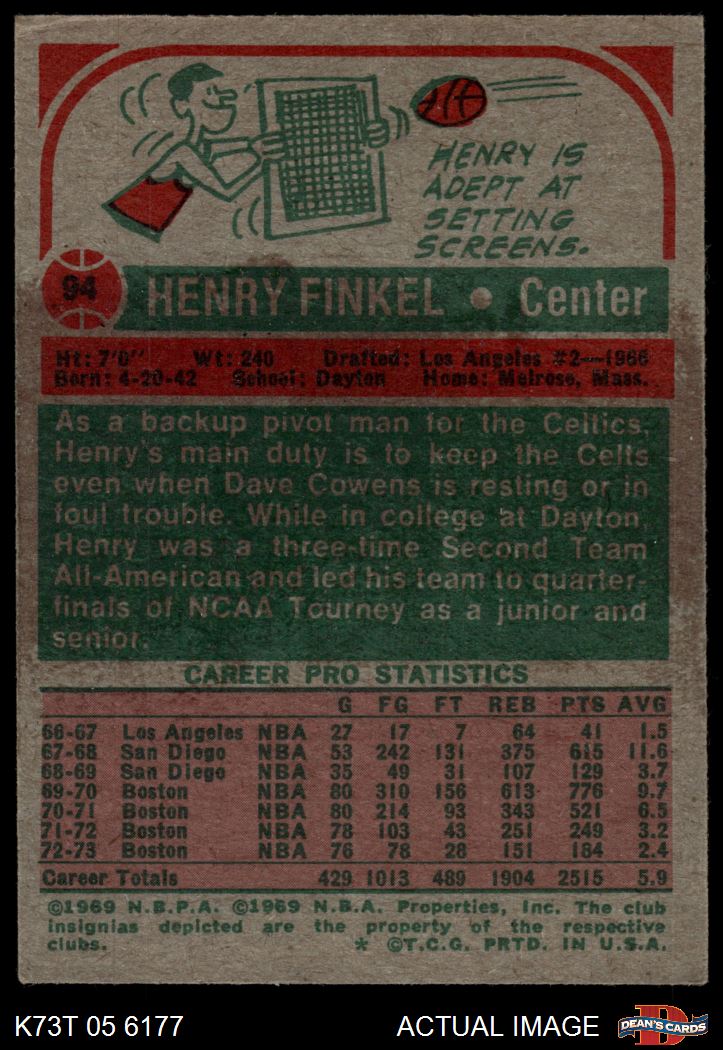 HENRY IS
ADEPT AT
SETTING
SCREENS.
94 HENRY FINKEL • Center
Ht: 7'0" Wt: 240 Drafted: Los Angeles #2—1966
Born: 4-20-42 School: Dayton Home: Melrose, Mass.
As a backup pivot man for the Celtics,
Henry's main duty is to keep the Celts
even when Dave Cowens is resting or in
foul trouble. While in college at Dayton,
Henry was a three-time Second Team
All-American and led his team to quarter-
finals of NCAA Tourney as a junior and
senior.
CAREER PRO STATISTICS
G FG FT REB PTS AVG
66-67 Los Angeles NBA 27 17 7 64 41 1.5
67-68 San Diego NBA 53 242 131 375 615 11.6
68-69 San Diego NBA 35 49 31 107 129 3.7
69-70 Boston NBA 80 310 156 613 776 9.7
70-71 Boston NBA 80 214 93 343 521 6.5
71-72 Boston NBA 78 103 43 251 249 3.2
72-73 Boston NBA 76 78 28 151 184 2.4
Career Totals 429 1013 489 1904 2515 5.9
©1969 N.B.P.A. ©1969 N.B.A. Properties, Inc. The club
insignias depicted are the property of the respective
clubs. * ©T.C.G. PRTD. IN U.S.A.
K73T 05 6177 ACTUAL IMAGE D DEAN'S CARDS